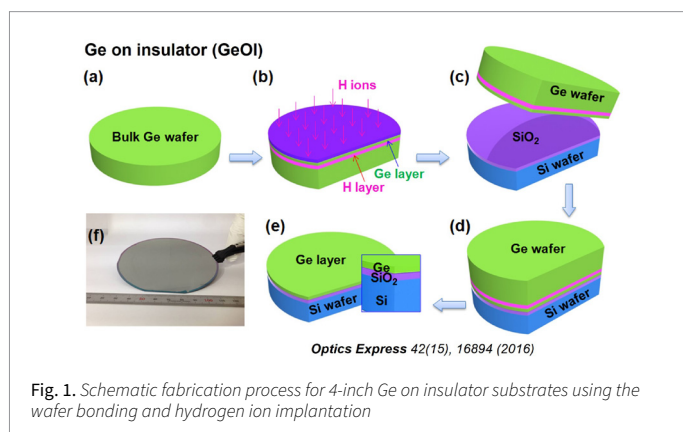 Ge on insulator (GeOI)
(a)
Bulk Ge wafer
(b)
H ions
Ge layer
H layer
(c)
Ge wafer
SiO₂
Si wafer
(d)
Ge wafer
Si wafer
(e)
Ge layer
Si wafer
Ge
SiO₂
Si
(f)
Optics Express 42(15), 16894 (2016)
Fig. 1. Schematic fabrication process for 4-inch Ge on insulator substrates using the
wafer bonding and hydrogen ion implantation